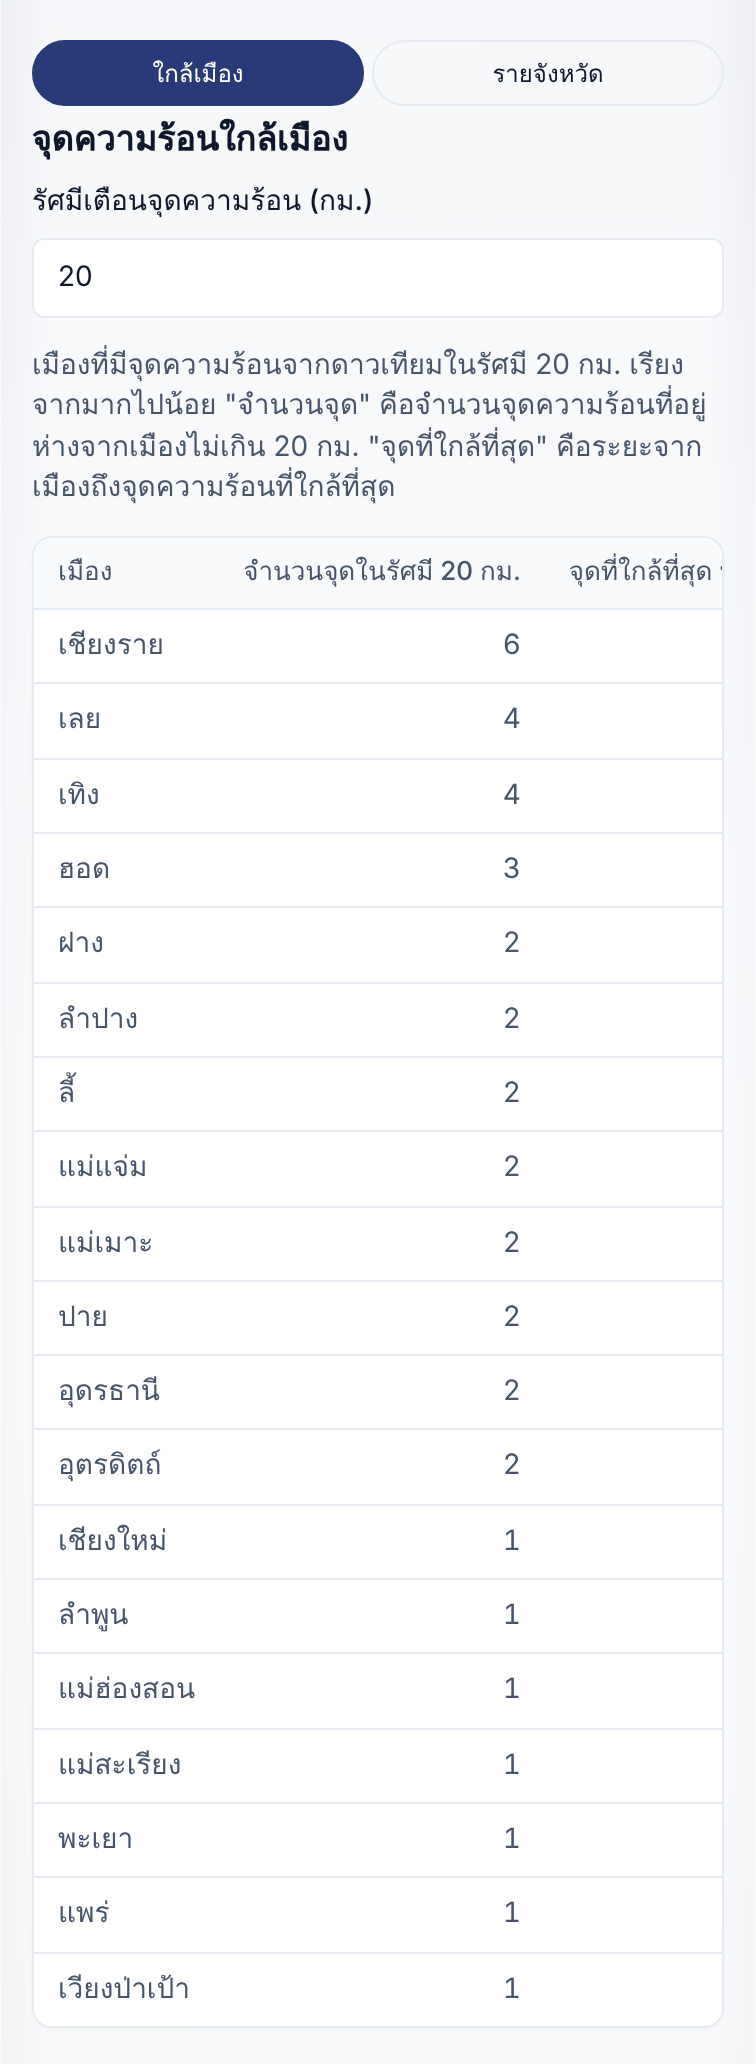 ใกล้เมือง รายจังหวัด
จุดความร้อนใกล้เมือง
รัศมีเตือนจุดความร้อน (กม.)
20
เมืองที่มีจุดความร้อนจากดาวเทียมในรัศมี 20 กม. เรียง
จากมากไปน้อย "จำนวนจุด" คือจำนวนจุดความร้อนที่อยู่
ห่างจากเมืองไม่เกิน 20 กม. "จุดที่ใกล้ที่สุด" คือระยะจาก
เมืองถึงจุดความร้อนที่ใกล้ที่สุด
เมือง จำนวนจุดในรัศมี 20 กม. จุดที่ใกล้ที่สุด
เชียงราย 6
เลย 4
เทิง 4
ฮอด 3
ฝาง 2
ลำปาง 2
ลี้ 2
แม่แจ่ม 2
แม่เมาะ 2
ปาย 2
อุดรธานี 2
อุตรดิตถ์ 2
เชียงใหม่ 1
ลำพูน 1
แม่ฮ่องสอน 1
แม่สะเรียง 1
พะเยา 1
แพร่ 1
เวียงป่าเป้า 1